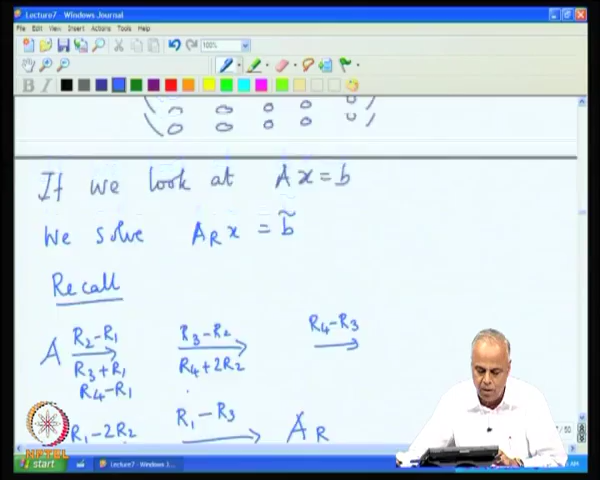 Lecture7 - Windows Journal
File Edit View Insert Actions Tools Help
100%
B I
If we look at Ax = b
We solve A_R x = b̃
Recall
R2-R1 R3-R2 R4-R3
A → → →
R3+R1 R4+2R2
R4-R1
R1-2R2 R1-R3 → A_R
NPTEL
start Lecture7 - Windows J...